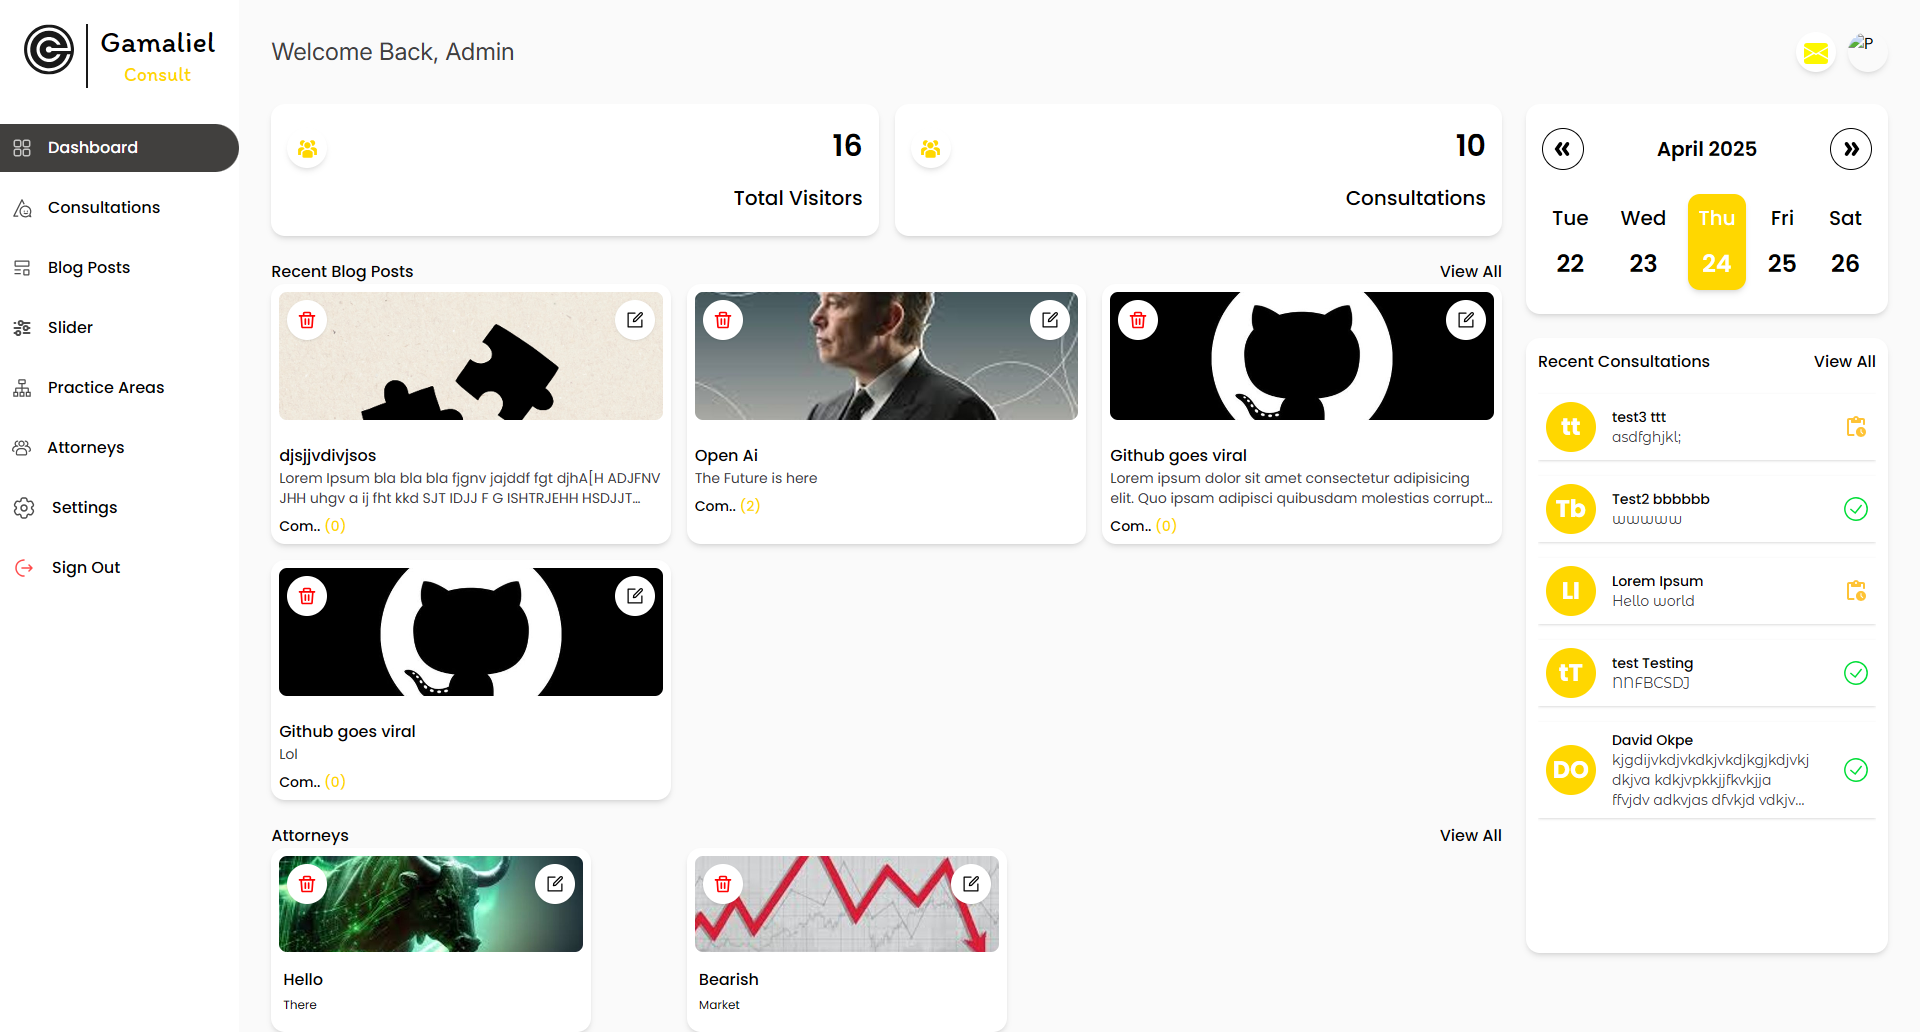 Gamaliel
Consult
Dashboard
Consultations
Blog Posts
Slider
Practice Areas
Attorneys
Settings
Sign Out
Welcome Back, Admin
P
16
Total Visitors
10
Consultations
Recent Blog Posts
View All
djsjjvdivjsos
Lorem Ipsum bla bla bla fjgnv jajddf fgt djhA[H ADJFNV
JHH uhgv a ij fht kkd SJT IDJJ F G ISHTRJEHH HSDJJT...
Com.. (0)
Open Ai
The Future is here
Com.. (2)
Github goes viral
Lorem ipsum dolor sit amet consectetur adipisicing
elit. Quo ipsam adipisci quibusdam molestias corrupt...
Com.. (0)
Github goes viral
Lol
Com.. (0)
Attorneys
View All
Hello
There
Bearish
Market
April 2025
Tue Wed Thu Fri Sat
22 23 24 25 26
Recent Consultations
View All
tt
test3 ttt
asdfghjkl;
Tb
Test2 bbbbbb
wwwww
LI
Lorem Ipsum
Hello world
tT
test Testing
NNFBCSDJ
DO
David Okpe
kjgdijvkdjvkdkjvkdjkgjkdjvkj
dkjva kdkjvpkkjjfkvkjja
ffvjdv adkvjas dfvkjd vdkjv...